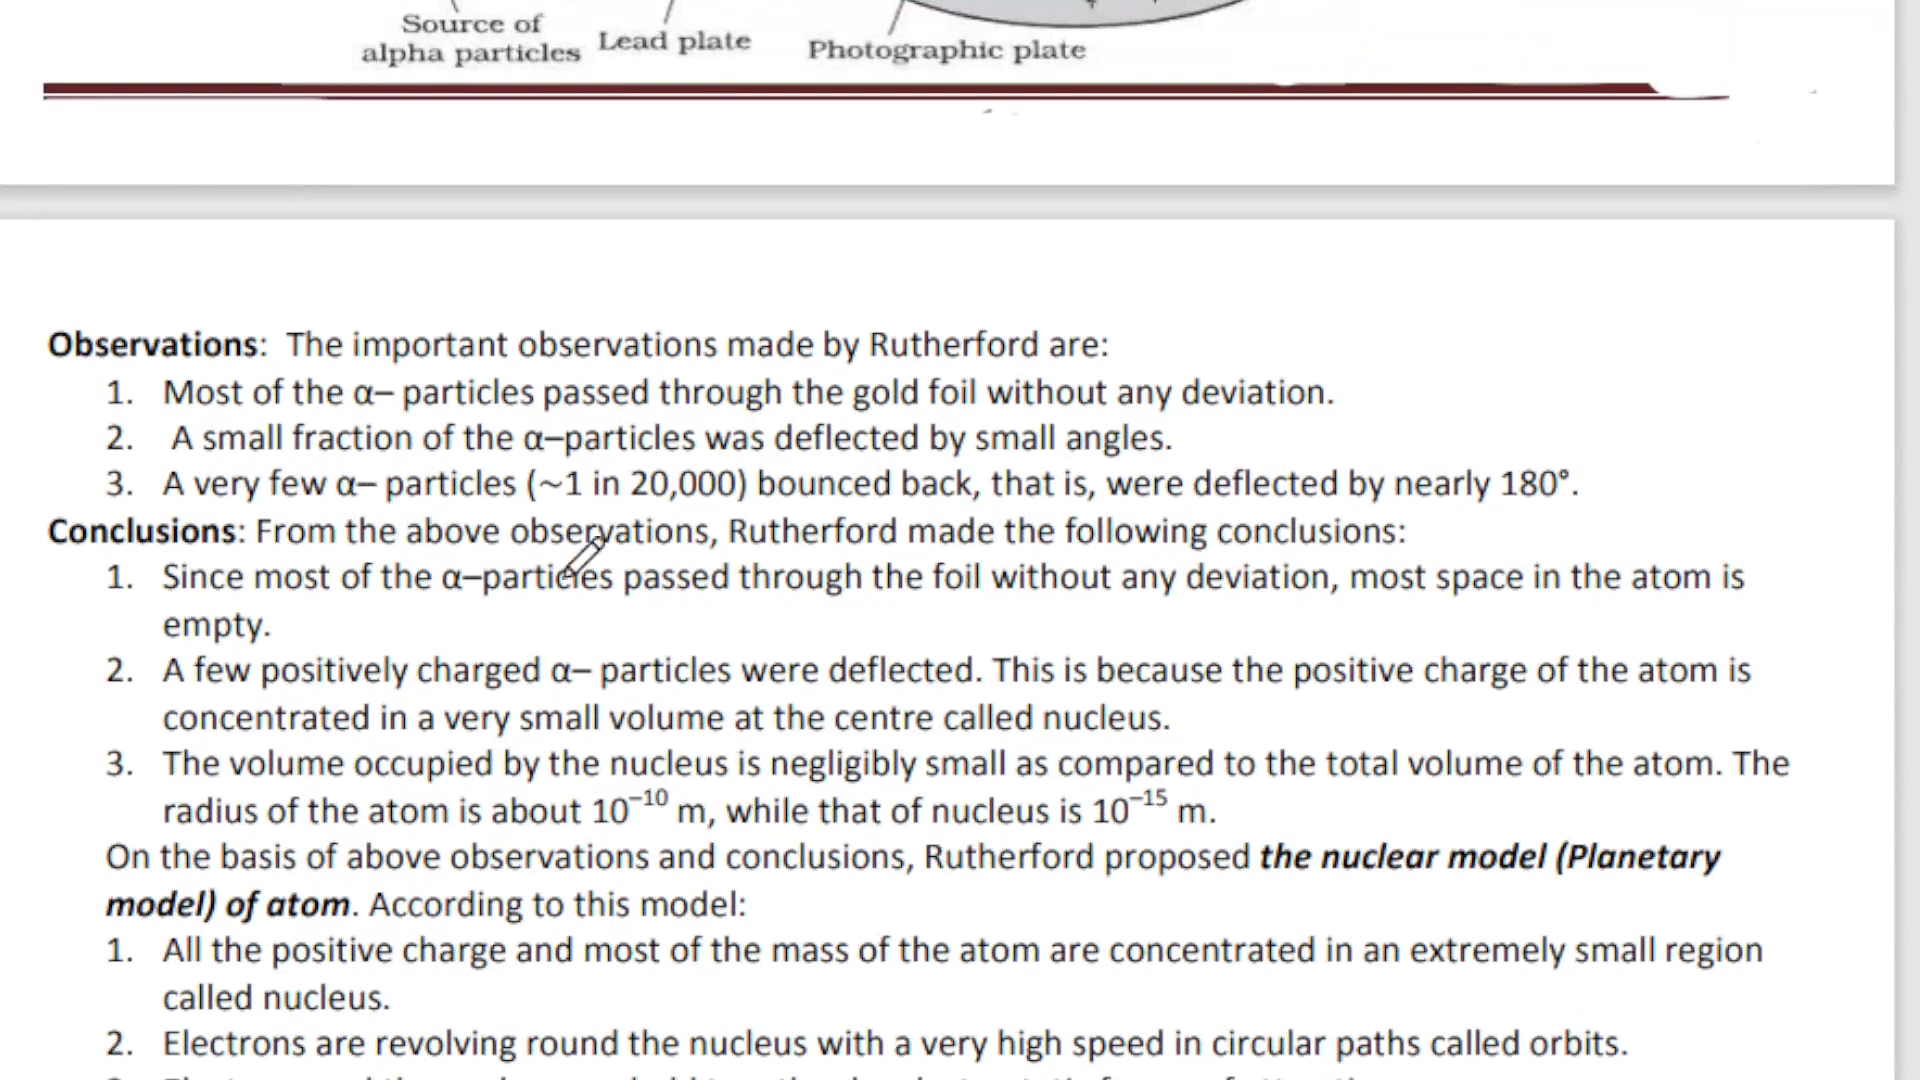 Source of
alpha particles
Lead plate
Photographic plate
Observations: The important observations made by Rutherford are:
1. Most of the α– particles passed through the gold foil without any deviation.
2. A small fraction of the α–particles was deflected by small angles.
3. A very few α– particles (~1 in 20,000) bounced back, that is, were deflected by nearly 180°.
Conclusions: From the above observations, Rutherford made the following conclusions:
1. Since most of the α–particles passed through the foil without any deviation, most space in the atom is
empty.
2. A few positively charged α– particles were deflected. This is because the positive charge of the atom is
concentrated in a very small volume at the centre called nucleus.
3. The volume occupied by the nucleus is negligibly small as compared to the total volume of the atom. The
radius of the atom is about 10⁻¹⁰ m, while that of nucleus is 10⁻¹⁵ m.
On the basis of above observations and conclusions, Rutherford proposed the nuclear model (Planetary
model) of atom. According to this model:
1. All the positive charge and most of the mass of the atom are concentrated in an extremely small region
called nucleus.
2. Electrons are revolving round the nucleus with a very high speed in circular paths called orbits.